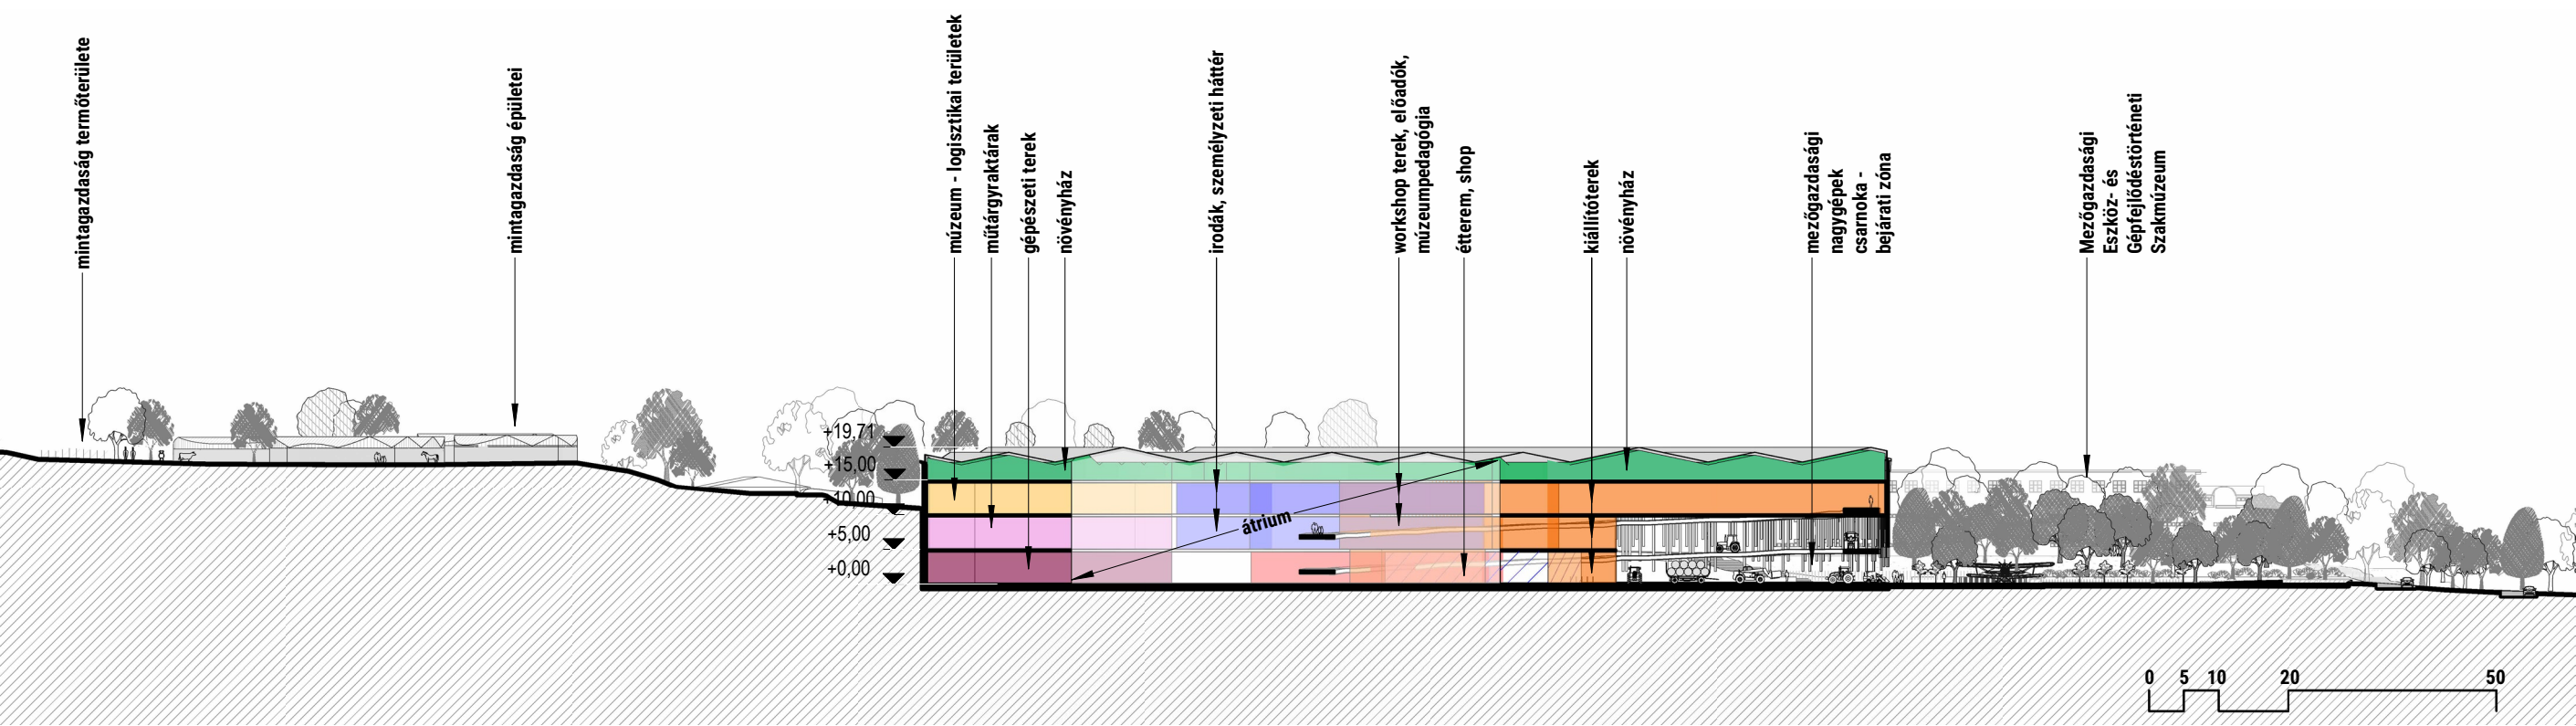 mintagazdaság termőterülete
mintagazdaság épületei
múzeum - logisztikai területek
műtárgyraktárak
gépészeti terek
növényház
irodák, személyzeti háttér
workshop terek, előadók,
múzeumpedagógia
étterem, shop
kiállítóterek
növényház
mezőgazdasági
nagygépek
csarnoka -
bejárati zóna
Mezőgazdasági
Eszköz- és
Gépfejlődéstörténeti
Szakmúzeum
+19,71
+15,00
+10,00
+5,00
+0,00
átrium
0 5 10 20 50